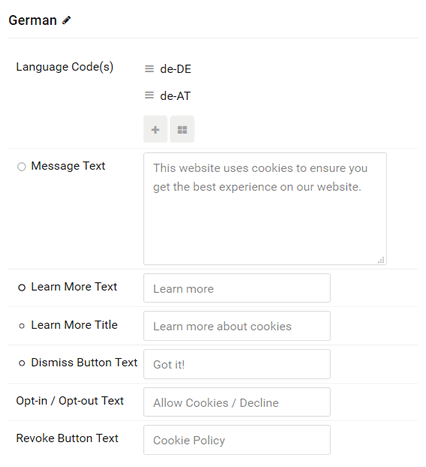 German
Language Code(s)
de-DE
de-AT
Message Text
This website uses cookies to ensure you
get the best experience on our website.
Learn More Text
Learn more
Learn More Title
Learn more about cookies
Dismiss Button Text
Got it!
Opt-in / Opt-out Text
Allow Cookies / Decline
Revoke Button Text
Cookie Policy